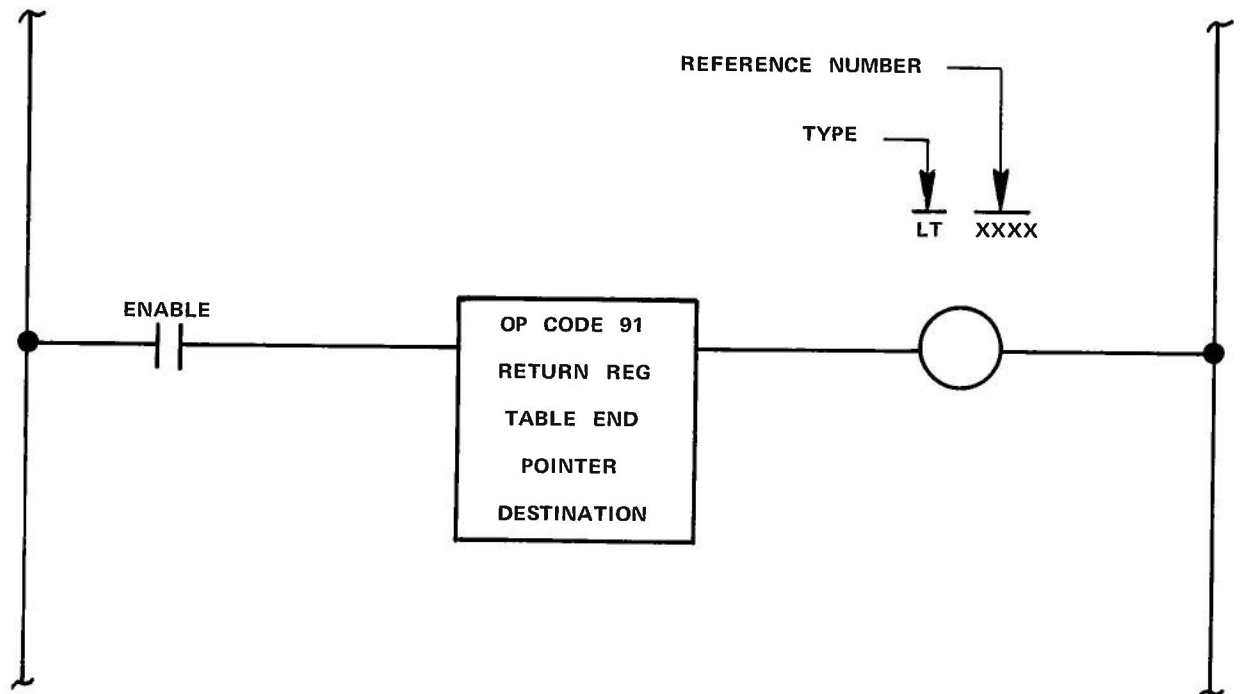 REFERENCE NUMBER
TYPE
LT XXXX
ENABLE
OP CODE 91
RETURN REG
TABLE END
POINTER
DESTINATION